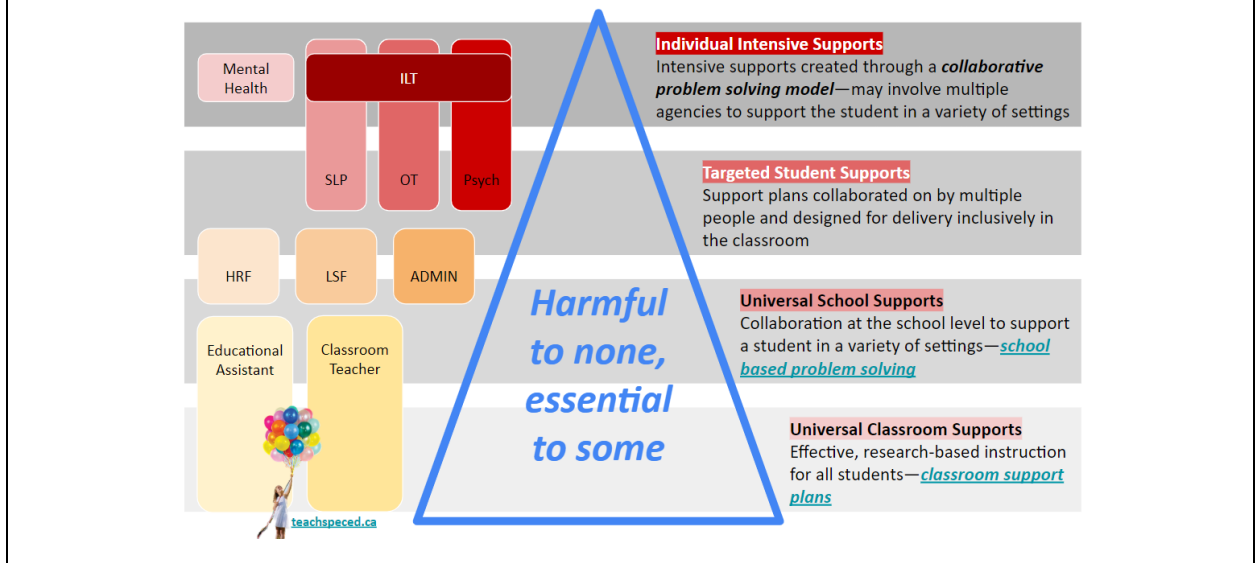 Mental
Health
ILT
SLP
OT
Psych
HRF
LSF
ADMIN
Educational
Assistant
Classroom
Teacher
teachspeced.ca
Harmful
to none,
essential
to some
Individual Intensive Supports
Intensive supports created through a collaborative
problem solving model—may involve multiple
agencies to support the student in a variety of settings
Targeted Student Supports
Support plans collaborated on by multiple
people and designed for delivery inclusively in
the classroom
Universal School Supports
Collaboration at the school level to support
a student in a variety of settings—school
based problem solving
Universal Classroom Supports
Effective, research-based instruction
for all students—classroom support
plans